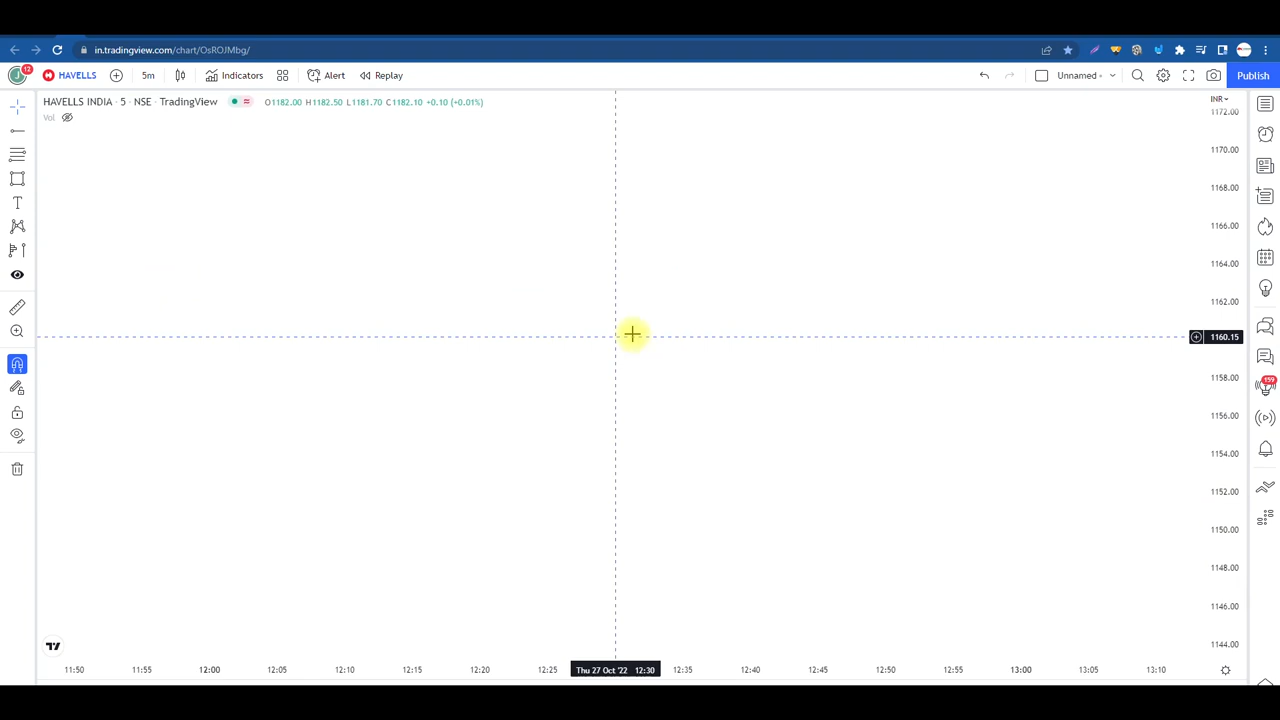 in.tradingview.com/chart/OsROJMbg/
J 12 HAVELLS 5m Indicators Alert Replay Unnamed Publish
HAVELLS INDIA · 5 · NSE · TradingView O1182.00 H1182.50 L1181.70 C1182.10 +0.10 (+0.01%)
Vol
INR
1172.00
1170.00
1168.00
1166.00
1164.00
1162.00
1160.15
1158.00
1156.00
1154.00
1152.00
1150.00
1148.00
1146.00
1144.00
159
11:50 11:55 12:00 12:05 12:10 12:15 12:20 12:25 Thu 27 Oct '22 12:30 12:35 12:40 12:45 12:50 12:55 13:00 13:05 13:10